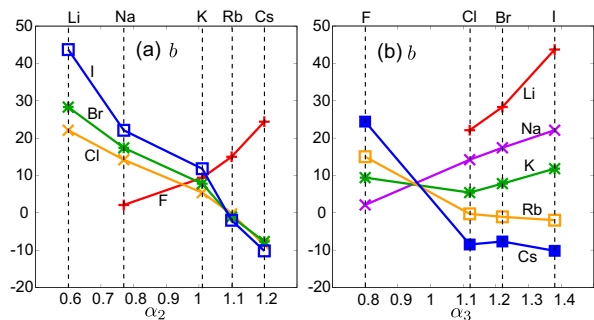 Li Na K Rb Cs
F Cl Br I
50
40
30
20
10
0
-10
-20
(a) b
I
Br
Cl
F
0.6 0.7 0.8 0.9 1 1.1 1.2
α2
50
40
30
20
10
0
-10
-20
(b) b
Li
Na
K
Rb
Cs
0.8 0.9 1 1.1 1.2 1.3 1.4
α3